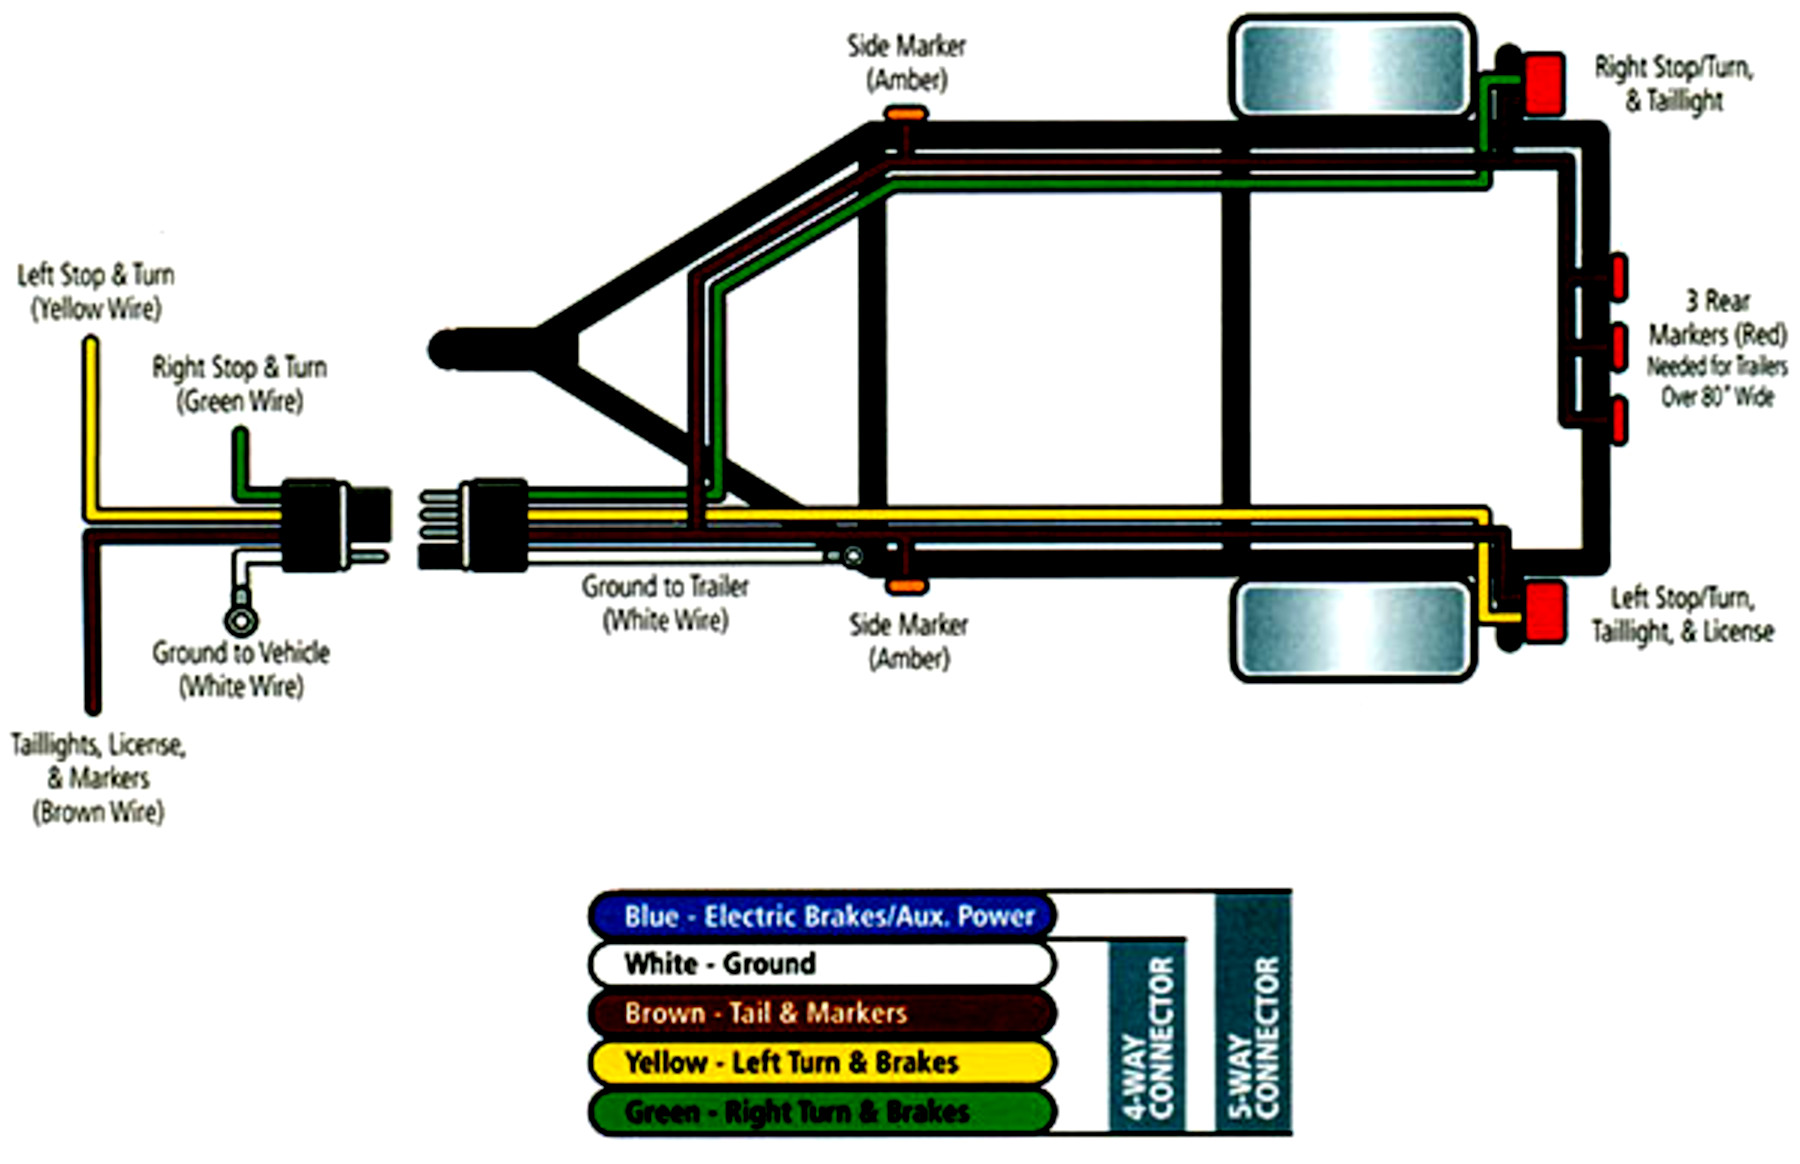 Side Marker
(Amber)
Right Stop/Turn,
& Taillight
Left Stop & Turn
(Yellow Wire)
Right Stop & Turn
(Green Wire)
3 Rear
Markers (Red)
Needed for Trailers
Over 80" Wide
Ground to Trailer
(White Wire)
Side Marker
(Amber)
Left Stop/Turn,
Taillight, & License
Ground to Vehicle
(White Wire)
Taillights, License,
& Markers
(Brown Wire)
Blue - Electric Brakes/Aux. Power
White - Ground
Brown - Tail & Markers
Yellow - Left Turn & Brakes
Green - Right Turn & Brakes
4-WAY
CONNECTOR
5-WAY
CONNECTOR